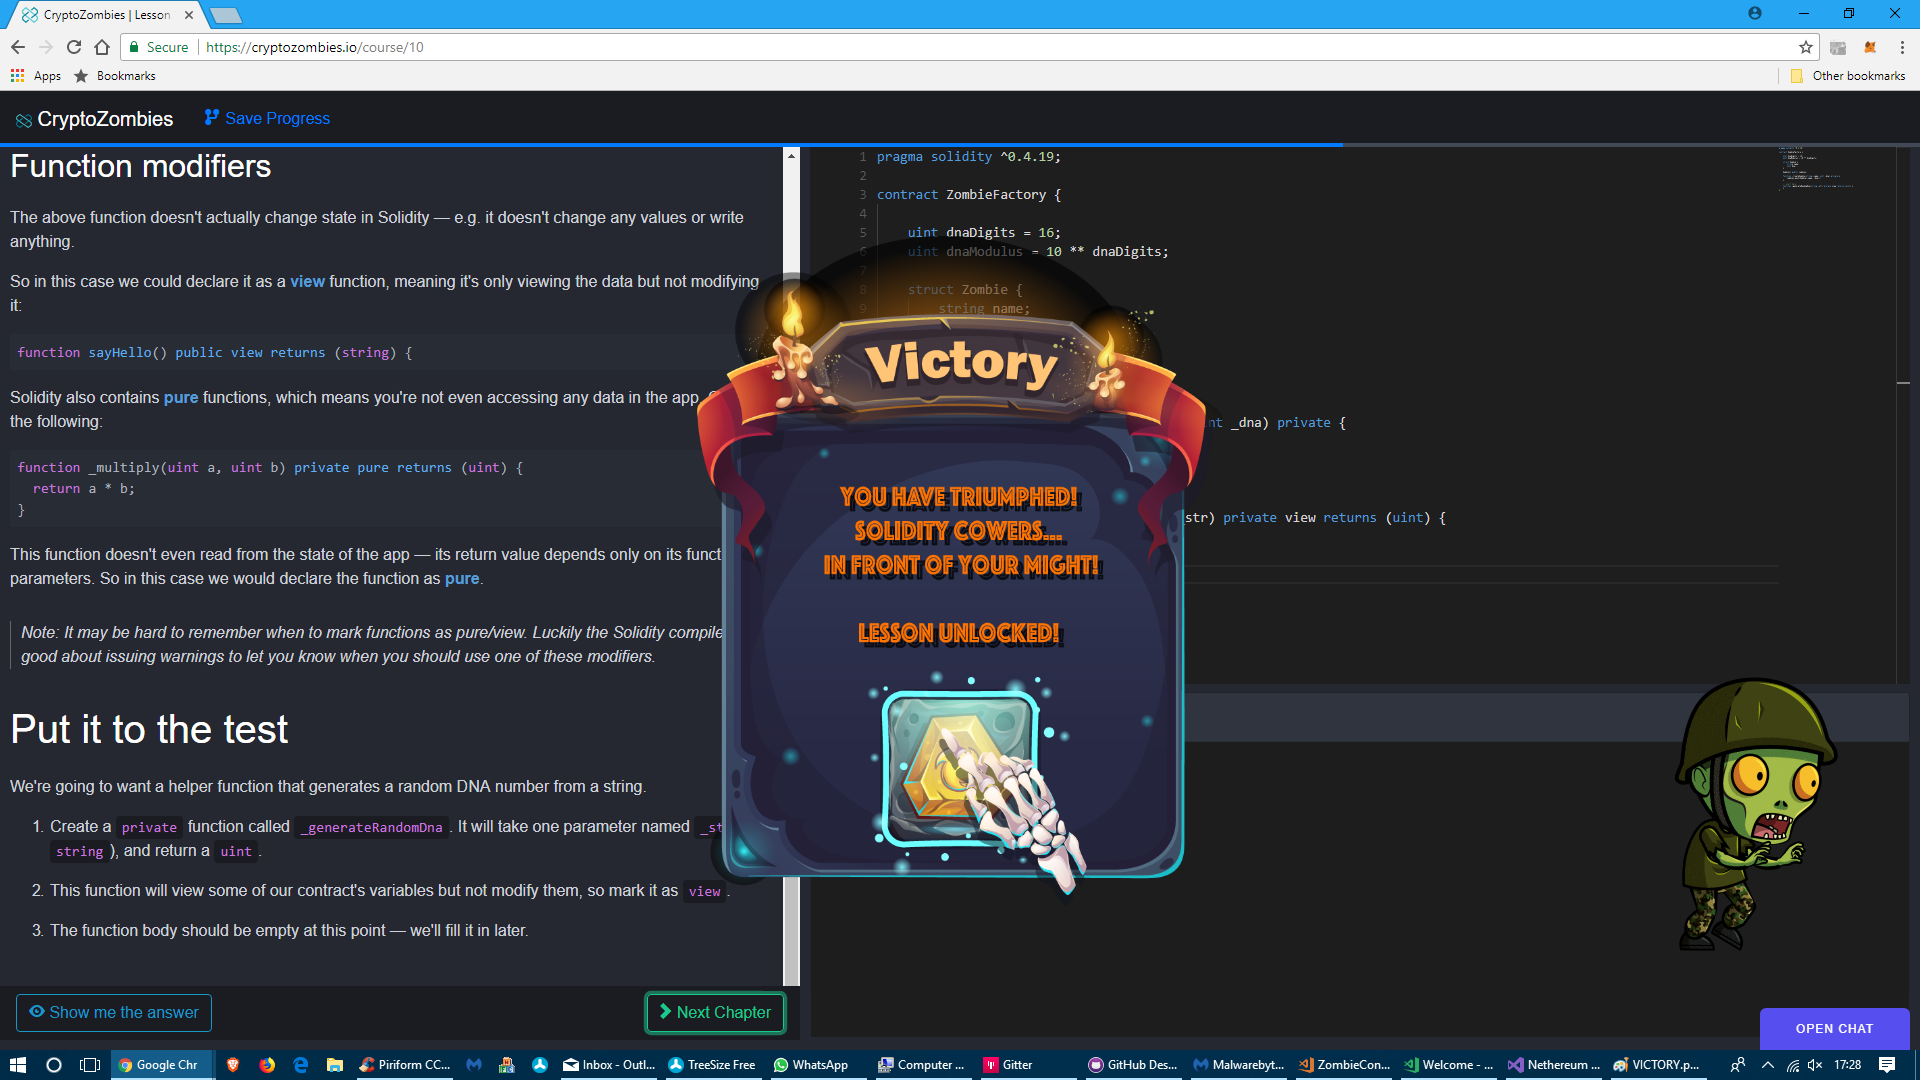 CryptoZombies | Lesson
Secure
https://cryptozombies.io/course/10
Apps
Bookmarks
Other bookmarks
CryptoZombies
Save Progress
Function modifiers
The above function doesn't actually change state in Solidity — e.g. it doesn't change any values or write
anything.
So in this case we could declare it as a view function, meaning it's only viewing the data but not modifying
it:
function sayHello() public view returns (string) {
Solidity also contains pure functions, which means you're not even accessing any data in the app.
the following:
function _multiply(uint a, uint b) private pure returns (uint) {
return a * b;
}
This function doesn't even read from the state of the app — its return value depends only on its funct
parameters. So in this case we would declare the function as pure.
Note: It may be hard to remember when to mark functions as pure/view. Luckily the Solidity compile
good about issuing warnings to let you know when you should use one of these modifiers.
Put it to the test
We're going to want a helper function that generates a random DNA number from a string.
1. Create a private function called _generateRandomDna. It will take one parameter named _st
string), and return a uint.
2. This function will view some of our contract's variables but not modify them, so mark it as view.
3. The function body should be empty at this point — we'll fill it in later.
Show me the answer
Next Chapter
1 pragma solidity ^0.4.19;
2
3 contract ZombieFactory {
4
5 uint dnaDigits = 16;
6 uint dnaModulus = 10 ** dnaDigits;
7
8 struct Zombie {
9 string name;
nt _dna) private {
str) private view returns (uint) {
Victory
YOU HAVE TRIUMPHED!
SOLIDITY COWERS...
IN FRONT OF YOUR MIGHT!
LESSON UNLOCKED!
OPEN CHAT
Google Chr
Piriform CC...
Inbox - Outl...
TreeSize Free
WhatsApp
Computer ...
Gitter
GitHub Des...
Malwarebyt...
ZombieCon...
Welcome - ...
Nethereum ...
VICTORY.p...
17:28